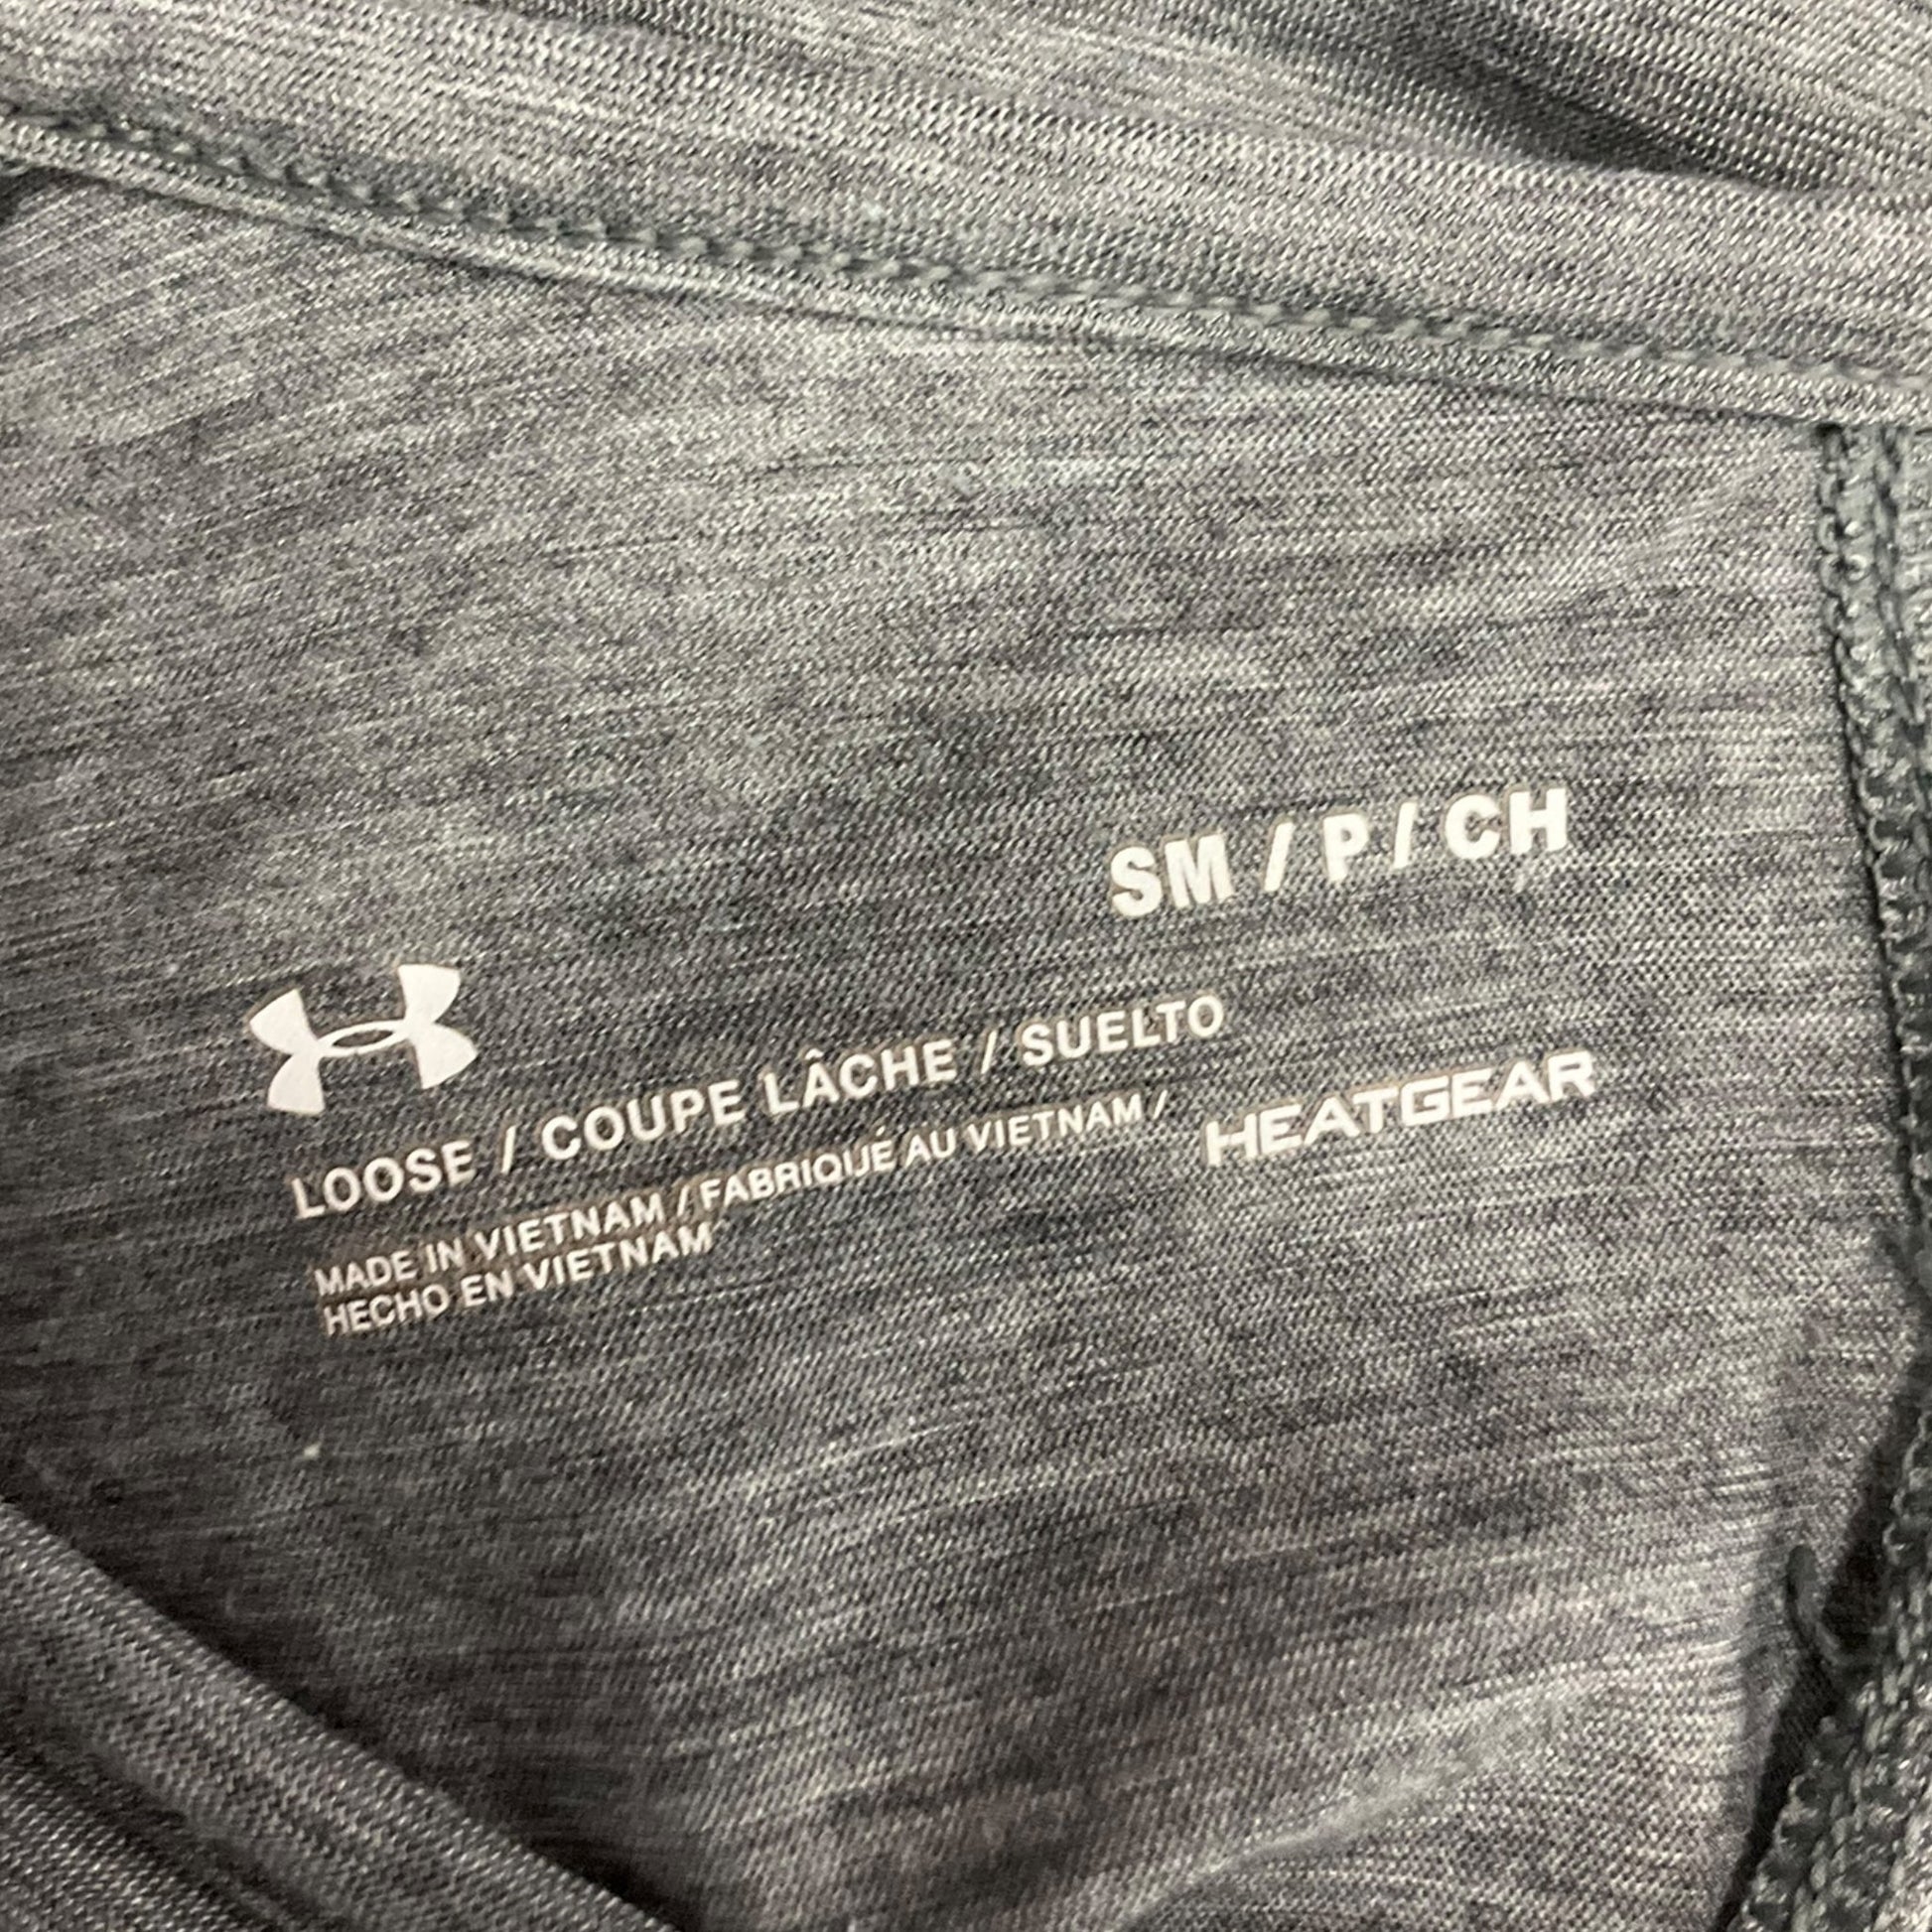 SM / P / CH
LOOSE / COUPE LÂCHE / SUELTO
MADE IN VIETNAM / FABRIQUÉ AU VIETNAM /
HECHO EN VIETNAM
HEATGEAR